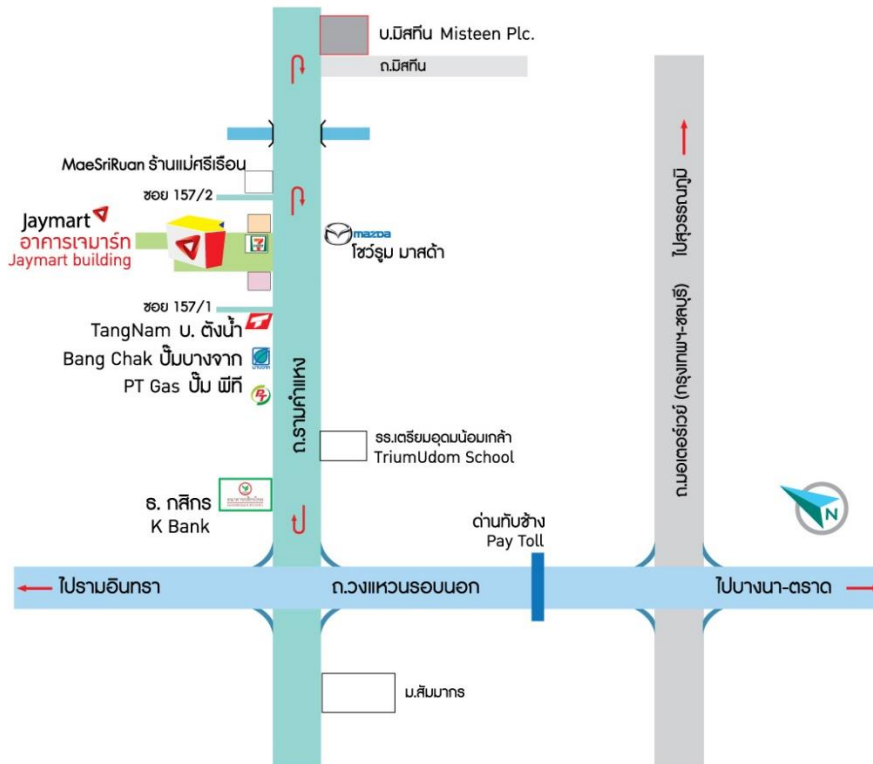 บ.มิสทีน Misteen Plc.
ถ.มิสทีน
MaeSriRuan ร้านแม่ศรีเรือน
ซอย 157/2
Jaymart
อาคารเจมาร์ท
Jaymart building
mazda
โชว์รูม มาสด้า
ซอย 157/1
TangNam บ. ตังน้ำ
Bang Chak ปั๊มบางจาก
PT Gas ปั๊ม พีที
ถ.รามคำแหง
รร.เตรียมอุดมน้อมเกล้า
TriumUdom School
ธ. กสิกร
K Bank
ด่านทับช้าง
Pay Toll
ไปสุวรรณภูมิ
ถ.มอเตอร์เวย์ (กรุงเทพฯ-ชลบุรี)
N
ไปรามอินทรา
ถ.วงแหวนรอบนอก
ไปบางนา-ตราด
ม.สัมมากร